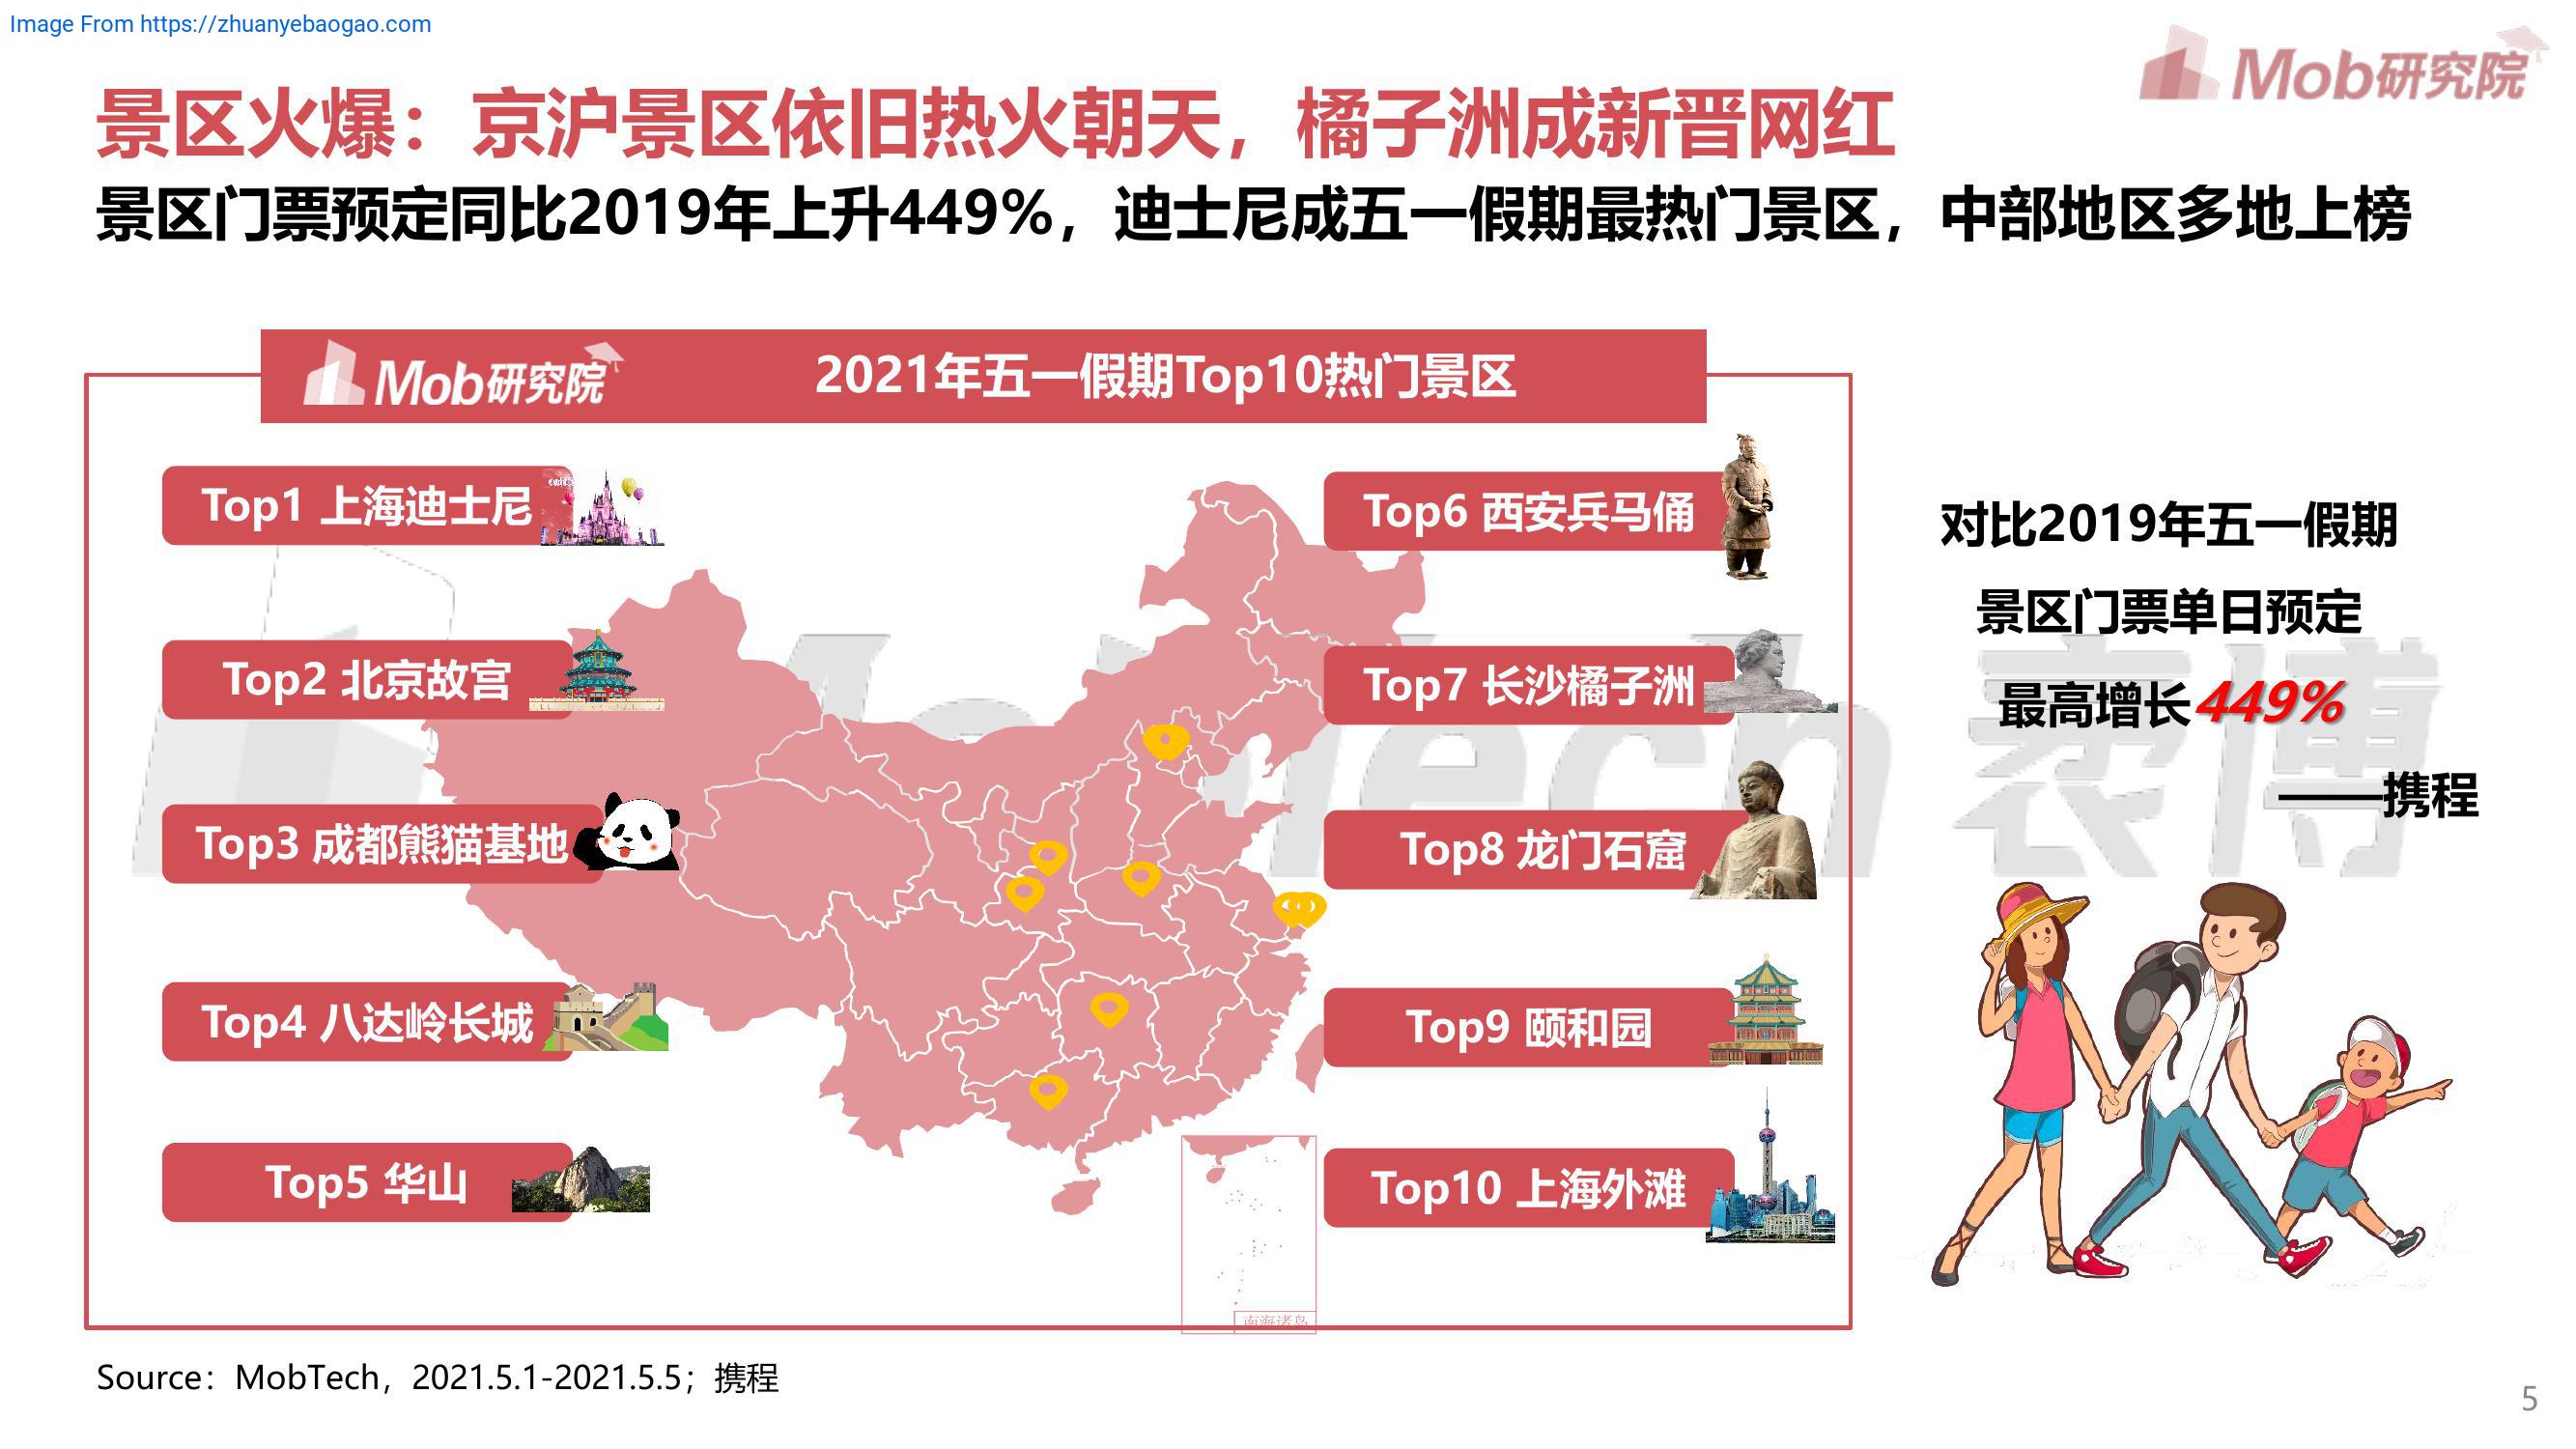 Image From https://zhuanyebaogao.com
Mob研究院
景区火爆：京沪景区依旧热火朝天，橘子洲成新晋网红
景区门票预定同比2019年上升449%，迪士尼成五一假期最热门景区，中部地区多地上榜
Mob研究院
2021年五一假期Top10热门景区
Top1 上海迪士尼
Top2 北京故宫
Top3 成都熊猫基地
Top4 八达岭长城
Top5 华山
Top6 西安兵马俑
Top7 长沙橘子洲
Top8 龙门石窟
Top9 颐和园
Top10 上海外滩
南海诸岛
对比2019年五一假期
景区门票单日预定
最高增长449%
——携程
Source：MobTech，2021.5.1-2021.5.5；携程
5